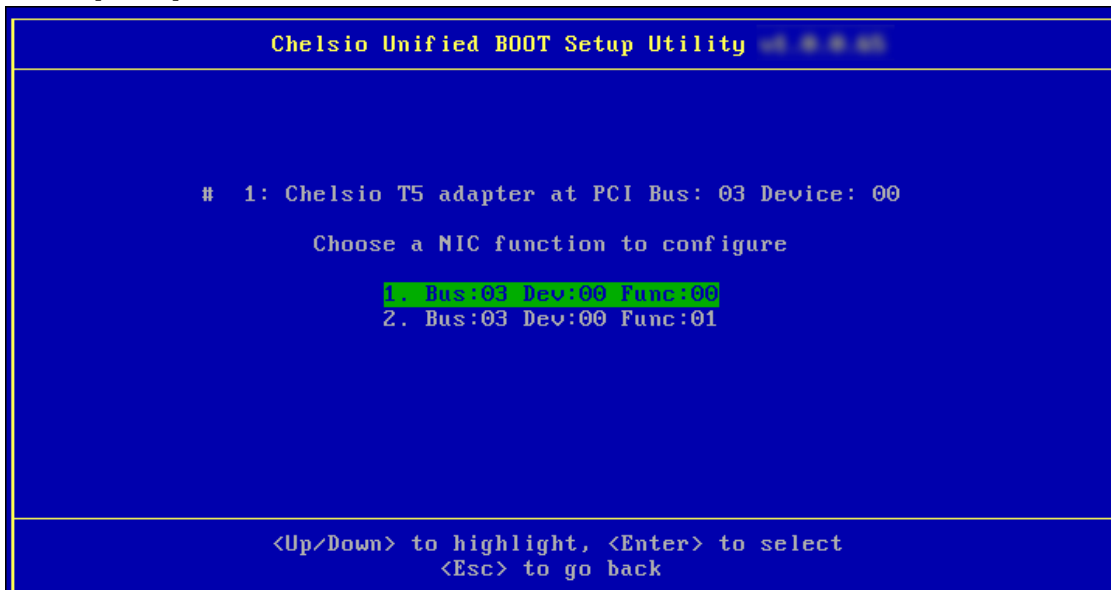 Chelsio Unified BOOT Setup Utility
# 1: Chelsio T5 adapter at PCI Bus: 03 Device: 00
Choose a NIC function to configure
1. Bus:03 Dev:00 Func:00
2. Bus:03 Dev:00 Func:01
<Up/Down> to highlight, <Enter> to select
<Esc> to go back